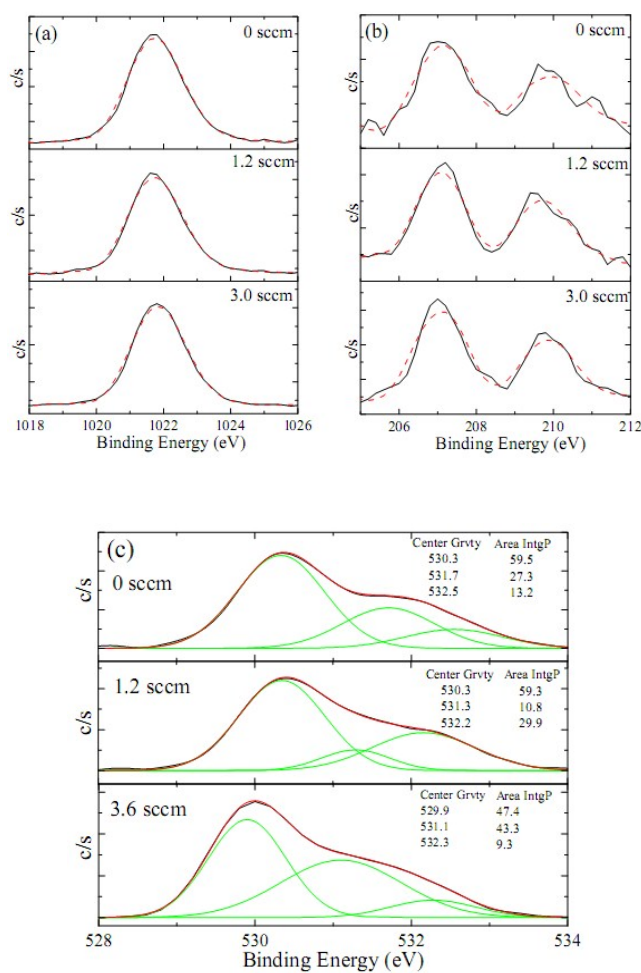 (a)
0 sccm
c/s
1.2 sccm
c/s
3.0 sccm
c/s
1018 1020 1022 1024 1026
Binding Energy (eV)
(b)
0 sccm
c/s
1.2 sccm
c/s
3.0 sccm
c/s
206 208 210 212
Binding Energy (eV)
(c)
0 sccm
c/s
Center Grvty Area IntgP
530.3 59.5
531.7 27.3
532.5 13.2
1.2 sccm
c/s
Center Grvty Area IntgP
530.3 59.3
531.3 10.8
532.2 29.9
3.6 sccm
c/s
Center Grvty Area IntgP
529.9 47.4
531.1 43.3
532.3 9.3
528 530 532 534
Binding Energy (eV)